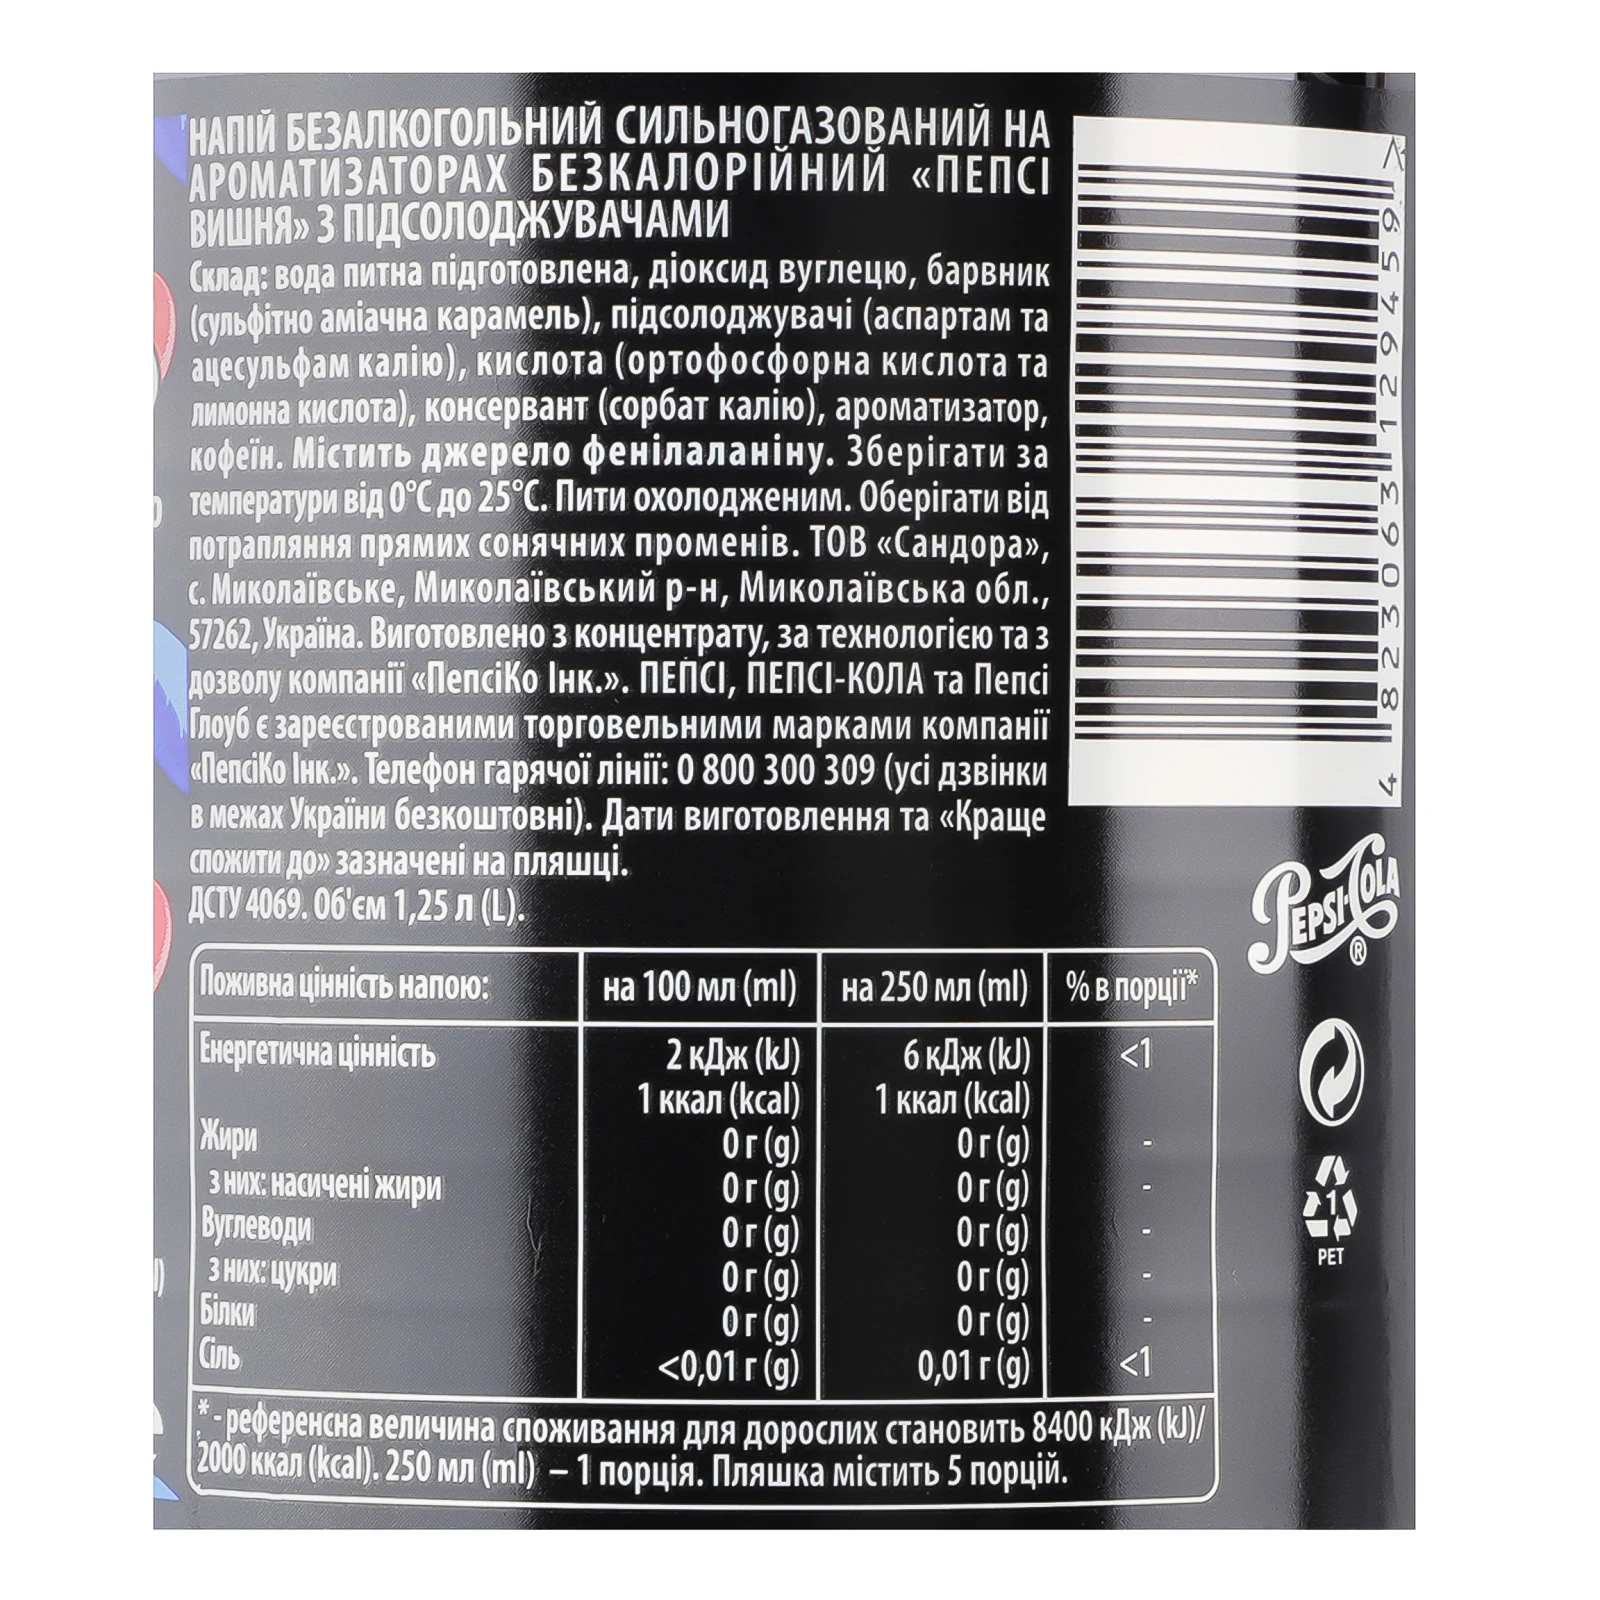 НАПІЙ БЕЗАЛКОГОЛЬНИЙ СИЛЬНОГАЗОВАНИЙ НА
АРОМАТИЗАТОРАХ БЕЗКАЛОРІЙНИЙ «ПЕПСІ
ВИШНЯ» З ПІДСОЛОДЖУВАЧАМИ
Склад: вода питна підготовлена, діоксид вуглецю, барвник
(сульфітно аміачна карамель), підсолоджувачі (аспартам та
ацесульфам калію), кислота (ортофосфорна кислота та
лимонна кислота), консервант (сорбат калію), ароматизатор,
кофеїн. Містить джерело фенілаланіну. Зберігати за
температури від 0°С до 25°С. Пити охолодженим. Оберігати від
потрапляння прямих сонячних променів. ТОВ «Сандора»,
с. Миколаївське, Миколаївський р-н, Миколаївська обл.,
57262, Україна. Виготовлено з концентрату, за технологією та з
дозволу компанії «ПепсіКо Інк.». ПЕПСІ, ПЕПСІ-КОЛА та Пепсі
Глоуб є зареєстрованими торговельними марками компанії
«ПепсіКо Інк.». Телефон гарячої лінії: 0 800 300 309 (усі дзвінки
в межах України безкоштовні). Дати виготовлення та «Краще
спожити до» зазначені на пляшці.
ДСТУ 4069. Об'єм 1,25 л (L).
Поживна цінність напою: на 100 мл (ml) на 250 мл (ml) % в порції*
Енергетична цінність 2 кДж (kJ) 6 кДж (kJ) <1
1 ккал (kcal) 1 ккал (kcal)
Жири 0 г (g) 0 г (g) -
з них: насичені жири 0 г (g) 0 г (g) -
Вуглеводи 0 г (g) 0 г (g) -
з них: цукри 0 г (g) 0 г (g) -
Білки 0 г (g) 0 г (g) -
Сіль <0,01 г (g) 0,01 г (g) <1
* - референсна величина споживання для дорослих становить 8400 кДж (kJ)/
2000 ккал (kcal). 250 мл (ml) – 1 порція. Пляшка містить 5 порцій.
4 823063 129459 >
PEPSI-COLA
®
1
PET